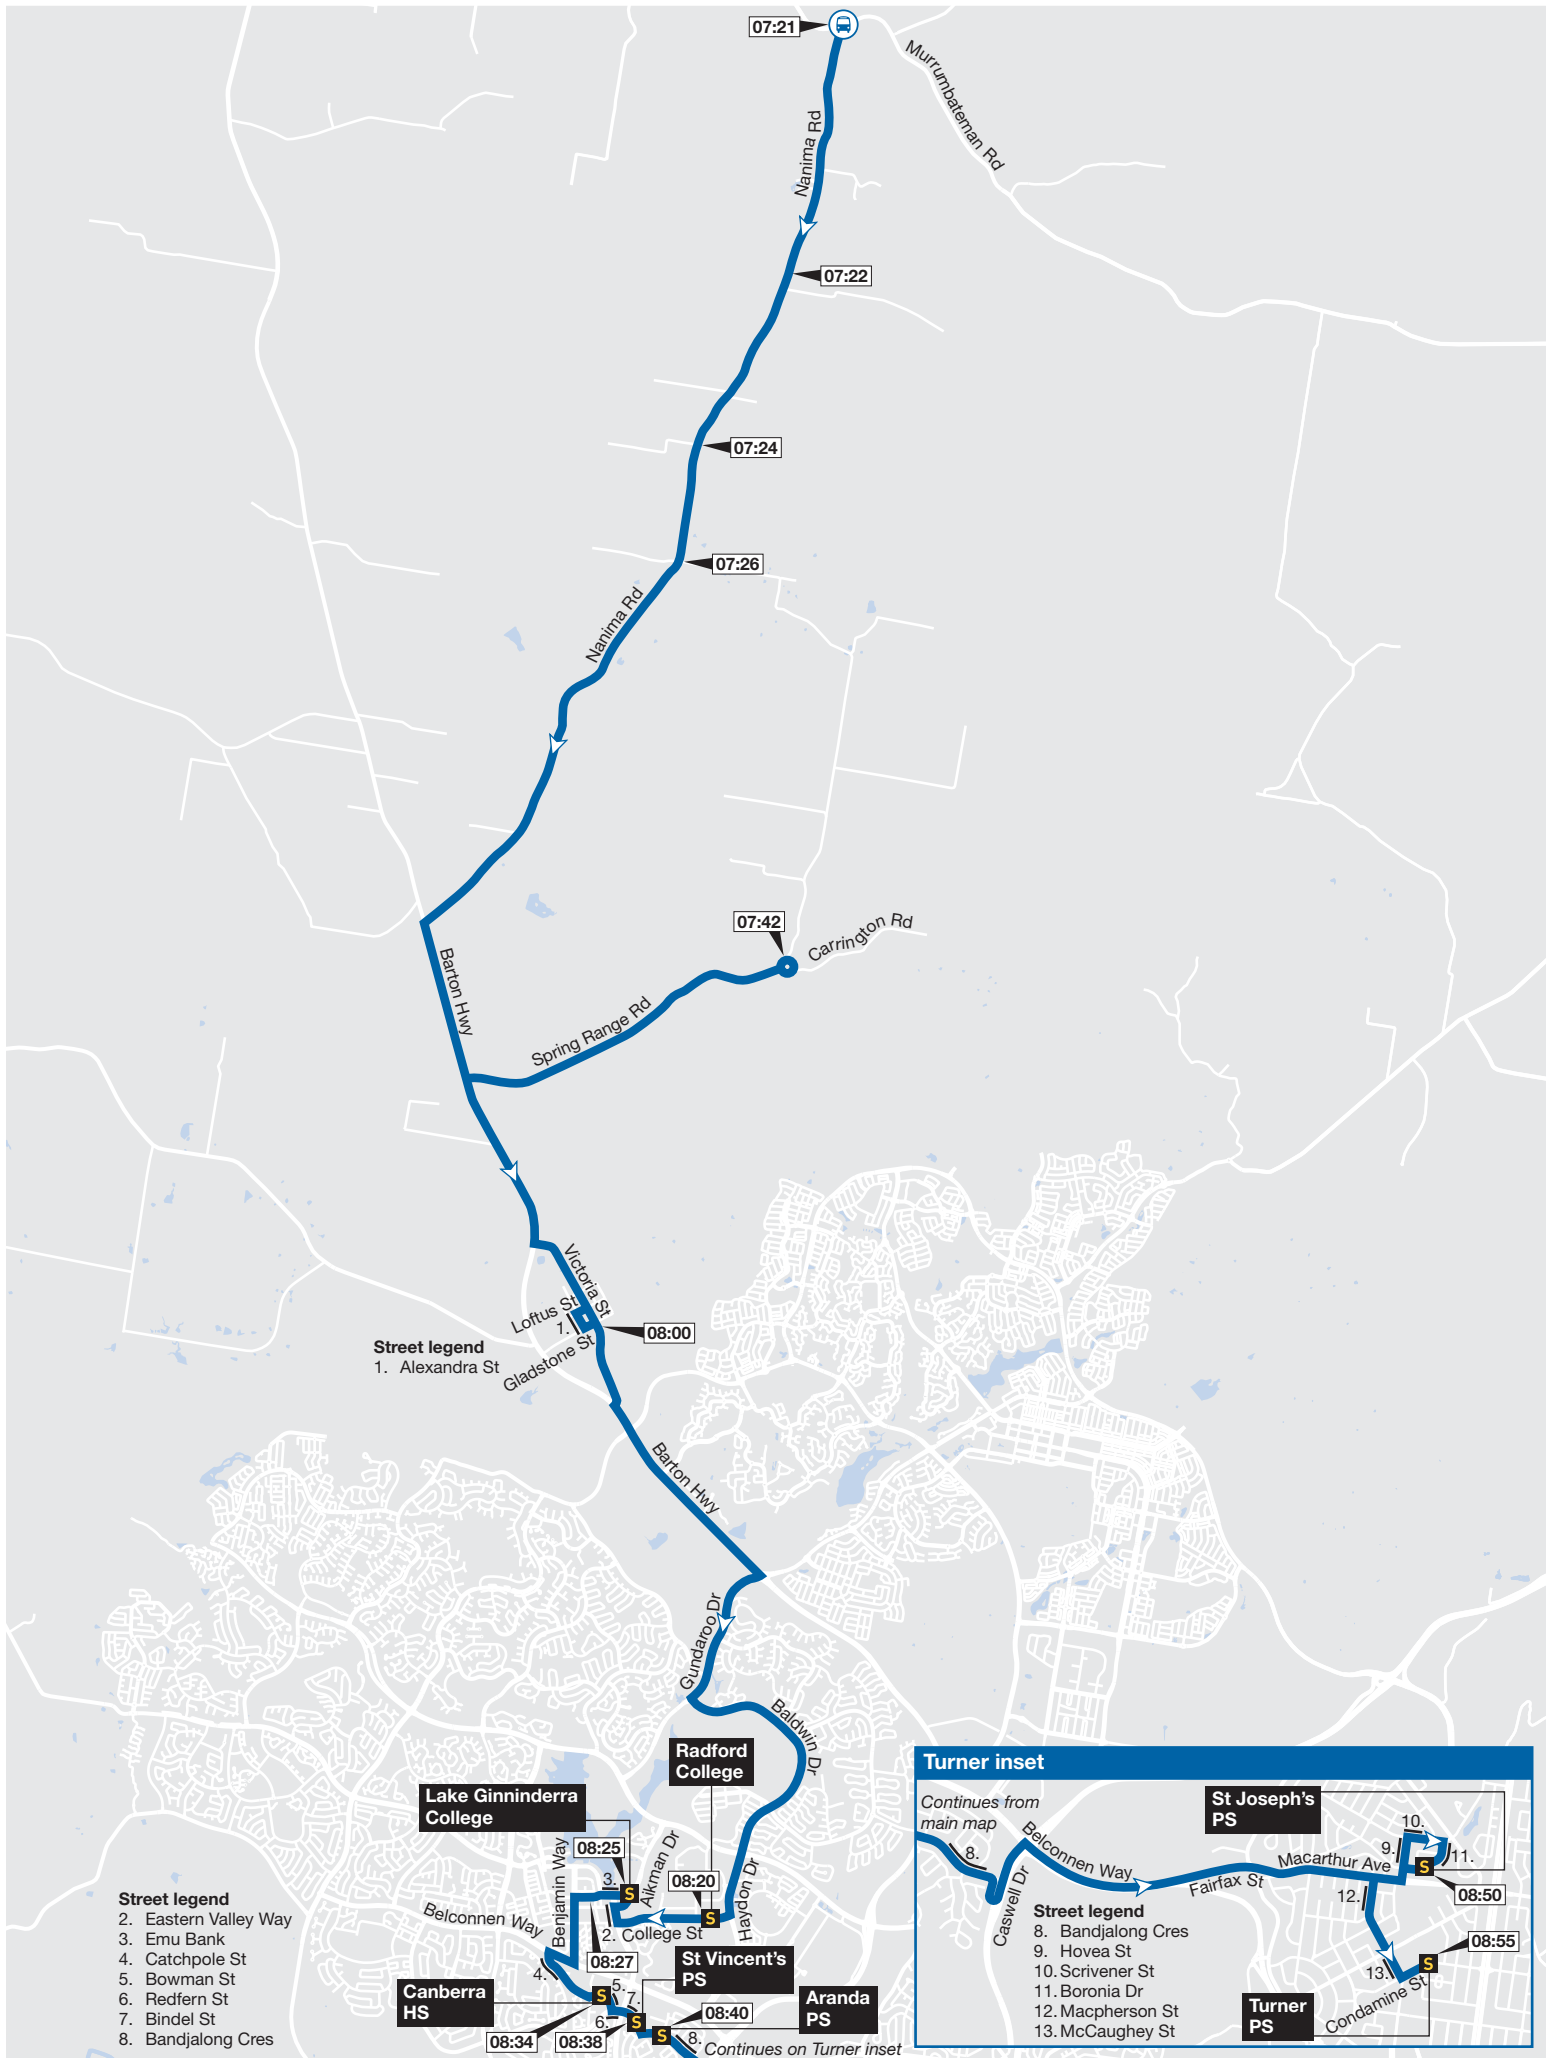 07:21
Murrumbateman Rd
Nanima Rd
07:22
07:24
07:26
Nanima Rd
07:42
Carrington Rd
Barton Hwy
Spring Range Rd
Victoria St
Loftus St
1.
08:00
Gladstone St
Street legend
1. Alexandra St
Barton Hwy
Gundaroo Dr
Baldwin Dr
Radford
College
Lake Ginninderra
College
08:25
3.
S
Aikman Dr
Benjamin Way
08:20
Haydon Dr
S
2.
College St
Belconnen Way
08:27
4.
St Vincent's
PS
Canberra
HS
S
5.
7.
6.
S
08:40
Aranda
PS
S
08:34
08:38
8.
Continues on Turner inset
Street legend
2. Eastern Valley Way
3. Emu Bank
4. Catchpole St
5. Bowman St
6. Redfern St
7. Bindel St
8. Bandjalong Cres
Turner inset
Continues from
main map
8.
Caswell Dr
Belconnen Way
Fairfax St
Macarthur Ave
St Joseph's
PS
10.
9.
11.
S
08:50
12.
08:55
S
13.
Condamine St
Turner
PS
Street legend
8. Bandjalong Cres
9. Hovea St
10. Scrivener St
11. Boronia Dr
12. Macpherson St
13. McCaughey St